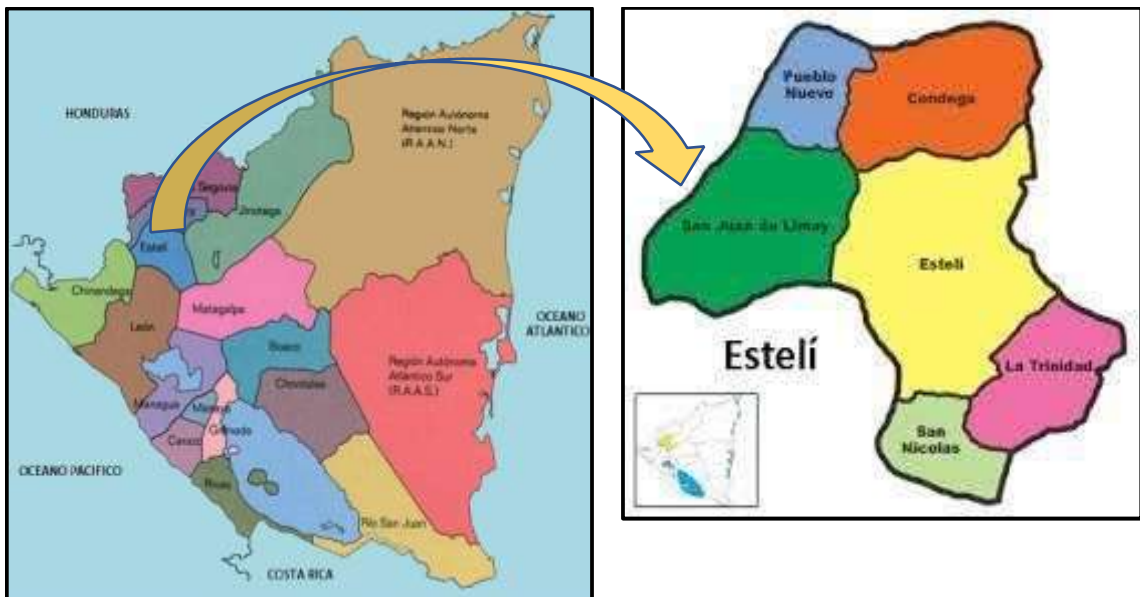 HONDURAS
Región Autónoma
Atlántico Norte
(R.A.A.N.)
Segovia
Jinotega
Estelí
Chinandega
Matagalpa
León
OCEANO
ATLANTICO
Boaco
Región Autónoma
Atlántico Sur
(R.A.A.S.)
Chontales
Managua
Masaya
Granada
Carazo
OCEANO PACIFICO
Rivas
Río San Juan
COSTA RICA
Pueblo
Nuevo
Condega
San Juan de Limay
Estelí
Estelí
La Trinidad
San
Nicolas